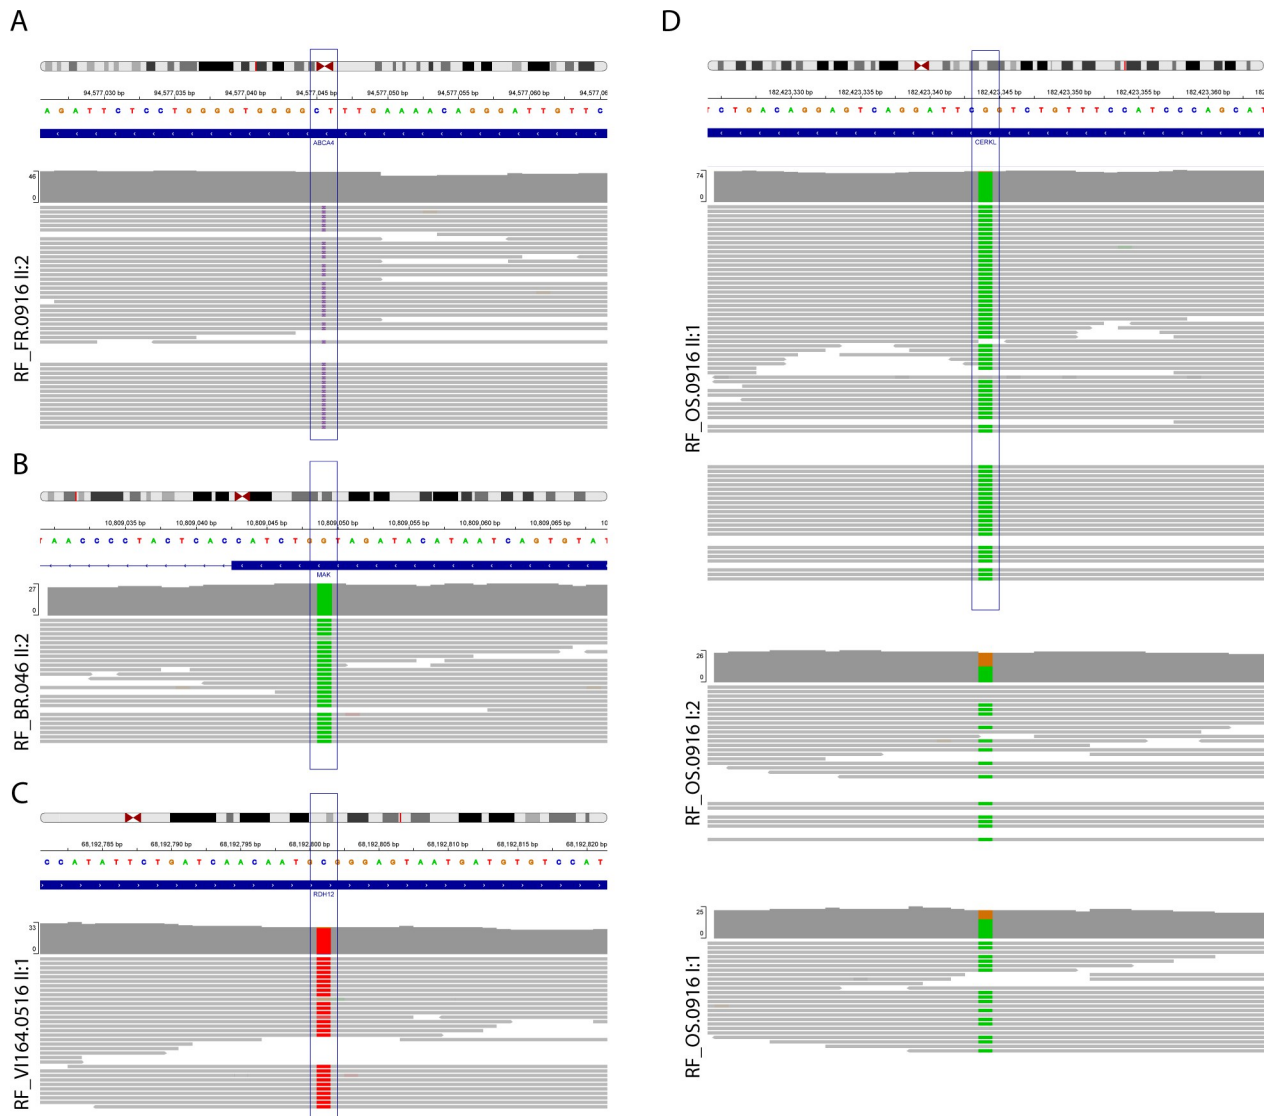 A
94,577,030 bp 94,577,035 bp 94,577,040 bp 94,577,045 bp 94,577,050 bp 94,577,055 bp 94,577,060 bp 94,577,06
A G A T T C T C C T G G G G T G G G G C T T T G A A A A C A G G G A T T G T T C
ABCA4
46
0
RF_FR.0916 II:2
B
10,809,035 bp 10,809,040 bp 10,809,045 bp 10,809,050 bp 10,809,055 bp 10,809,060 bp 10,809,065 bp 10
T A A C C C C T A C T C A C C A T C T G G T A G A T A C A T A A T C A G T G T A T
MAK
27
0
RF_BR.046 II:2
C
68,192,785 bp 68,192,790 bp 68,192,795 bp 68,192,800 bp 68,192,805 bp 68,192,810 bp 68,192,815 bp 68,192,820 bp
C C A T A T T C T G A T C A A C A A T G C G G G A G T A A T G A T G T G T C C A T
RDH12
33
0
RF_VI164.0516 II:1
D
182,423,330 bp 182,423,335 bp 182,423,340 bp 182,423,345 bp 182,423,350 bp 182,423,355 bp 182,423,360 bp 182
T C T G A C A G G A G T C A G G A T T C G G T C T G T T T C C A T C C C A G C A T
CERKL
74
0
RF_OS.0916 II:1
26
0
RF_OS.0916 I:2
25
0
RF_OS.0916 I:1